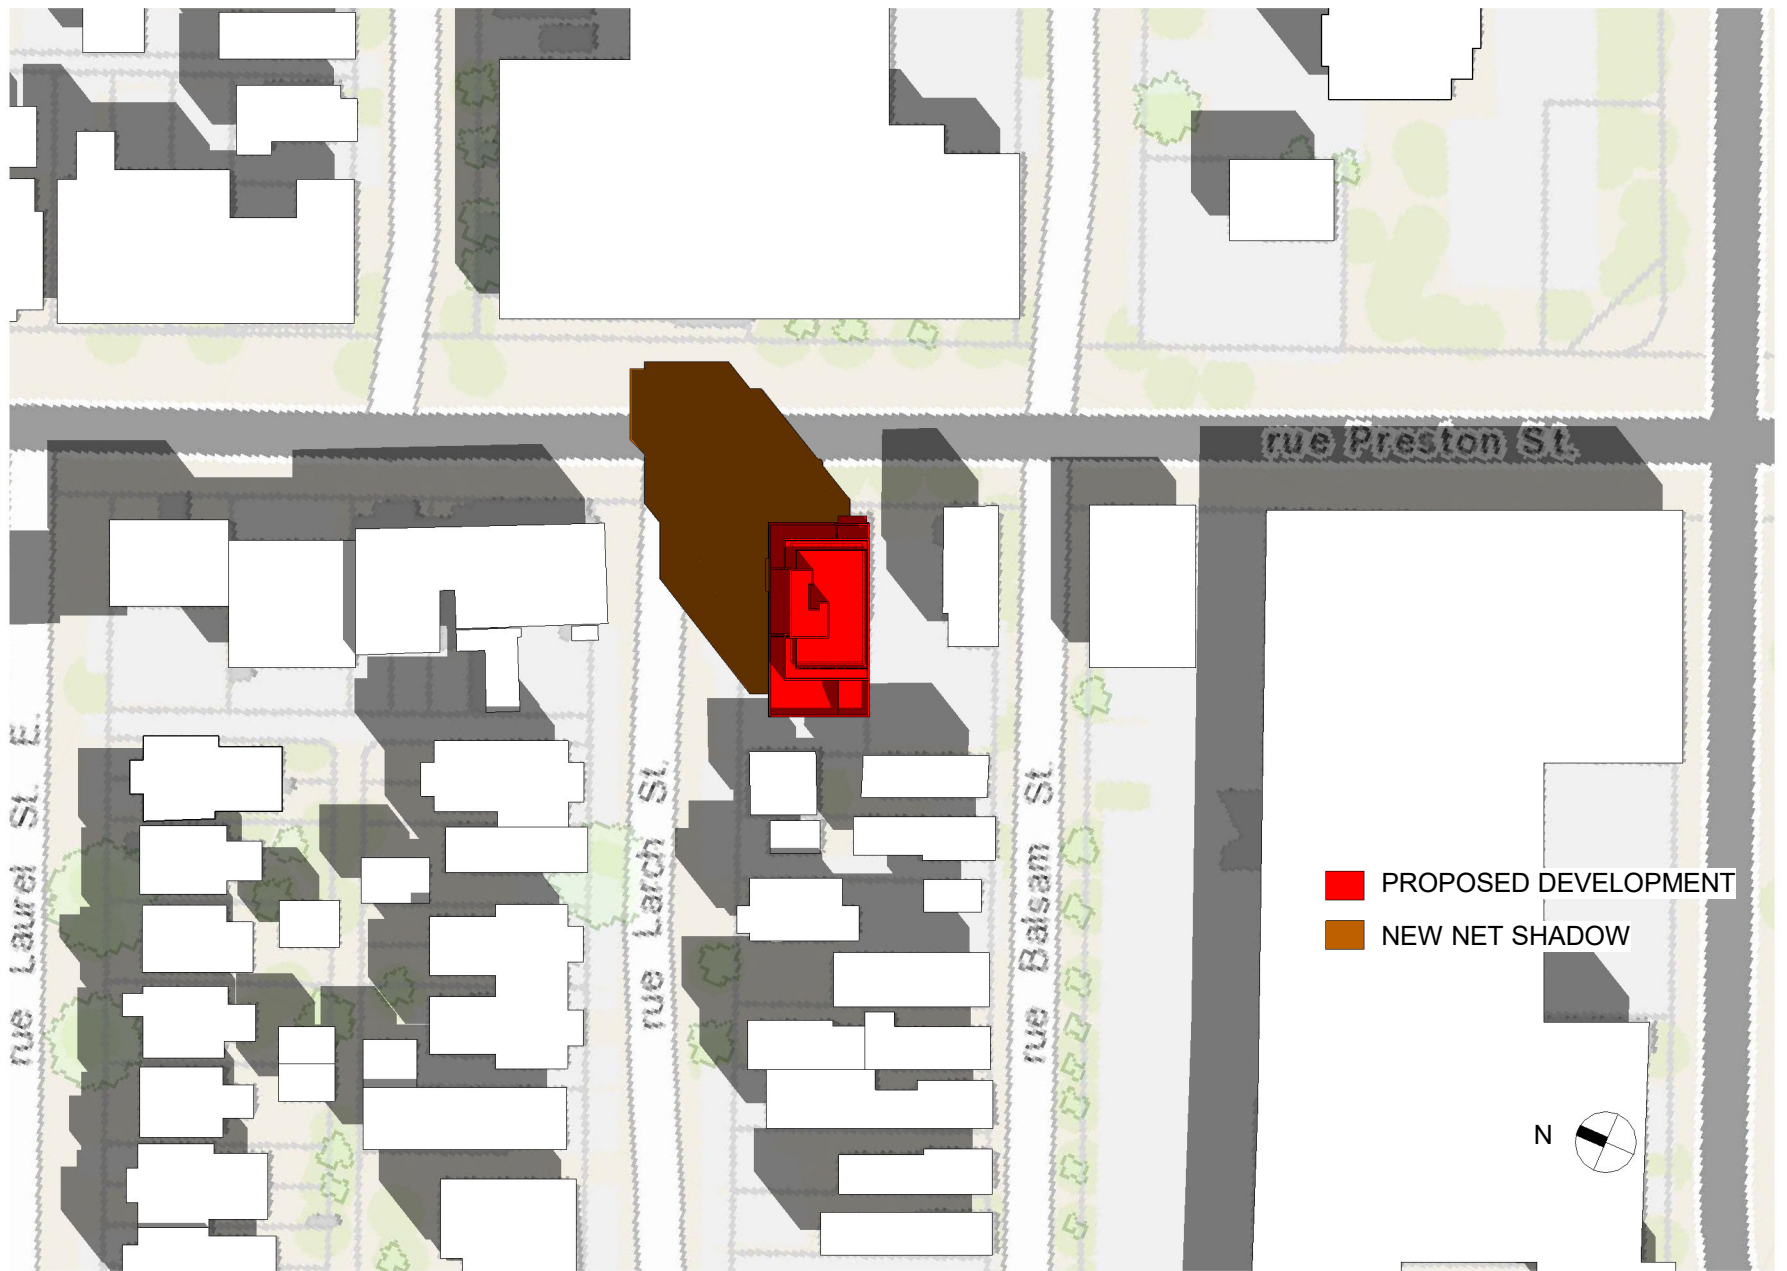 rue Preston St.
rue Laurel St. E.
rue Larch St.
rue Balsam St.
PROPOSED DEVELOPMENT
NEW NET SHADOW
N